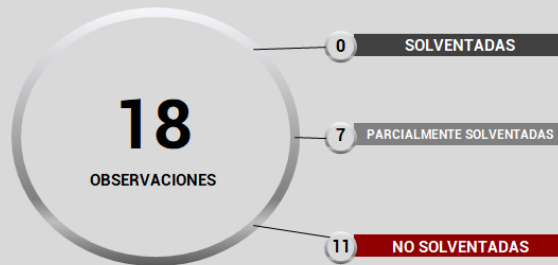 18
OBSERVACIONES
0 SOLVENTADAS
7 PARCIALMENTE SOLVENTADAS
11 NO SOLVENTADAS